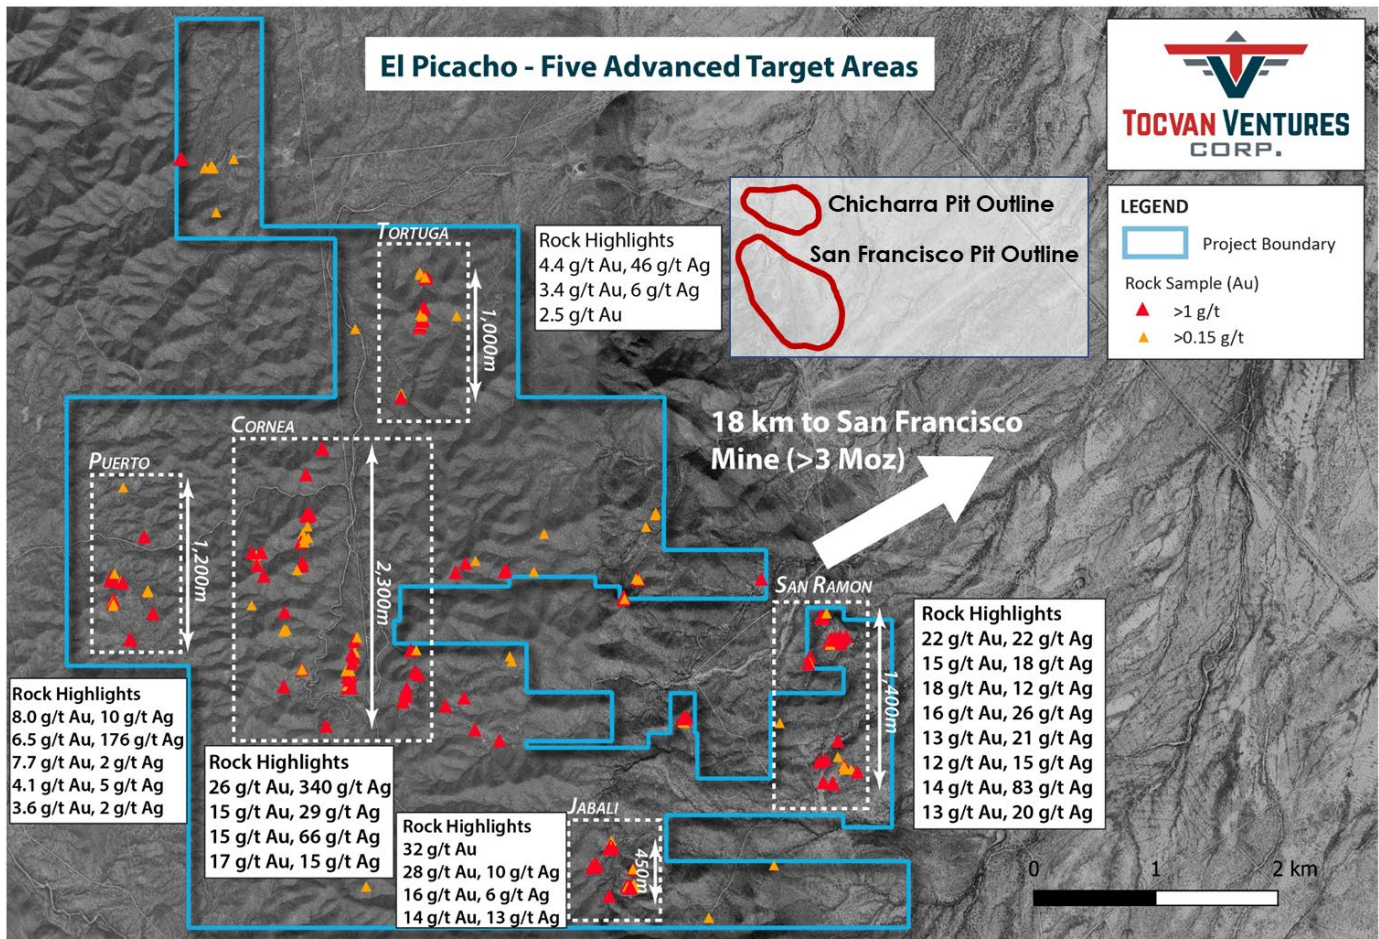 El Picacho - Five Advanced Target Areas
TOCVAN VENTURES
CORP.
LEGEND
Project Boundary
Rock Sample (Au)
>1 g/t
>0.15 g/t
Chicharra Pit Outline
San Francisco Pit Outline
TORTUGA
1,000m
Rock Highlights
4.4 g/t Au, 46 g/t Ag
3.4 g/t Au, 6 g/t Ag
2.5 g/t Au
18 km to San Francisco
Mine (>3 Moz)
CORNEA
2,300m
PUERTO
1,200m
SAN RAMON
1,400m
Rock Highlights
22 g/t Au, 22 g/t Ag
15 g/t Au, 18 g/t Ag
18 g/t Au, 12 g/t Ag
16 g/t Au, 26 g/t Ag
13 g/t Au, 21 g/t Ag
12 g/t Au, 15 g/t Ag
14 g/t Au, 83 g/t Ag
13 g/t Au, 20 g/t Ag
Rock Highlights
8.0 g/t Au, 10 g/t Ag
6.5 g/t Au, 176 g/t Ag
7.7 g/t Au, 2 g/t Ag
4.1 g/t Au, 5 g/t Ag
3.6 g/t Au, 2 g/t Ag
Rock Highlights
26 g/t Au, 340 g/t Ag
15 g/t Au, 29 g/t Ag
15 g/t Au, 66 g/t Ag
17 g/t Au, 15 g/t Ag
JABALI
450m
Rock Highlights
32 g/t Au
28 g/t Au, 10 g/t Ag
16 g/t Au, 6 g/t Ag
14 g/t Au, 13 g/t Ag
0 1 2 km